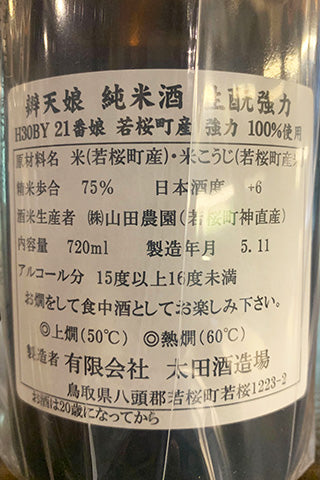 辨天娘 純米酒 生酛強力
H30BY 21番娘 若桜町産 強力 100%使用
原材料名 米(若桜町産)・米こうじ(若桜町産
精米歩合 75% 日本酒度 +6
酒米生産者 ㈱山田農園(若桜町神直産)
内容量 720ml 製造年月 5.11
アルコール分 15度以上16度未満
お燗をして食中酒としてお楽しみ下さい。
◎上燗(50℃) ◎熱燗(60℃)
製造者 有限会社 太田酒造場
鳥取県八頭郡若桜町若桜1223-2
お酒は20歳になってから